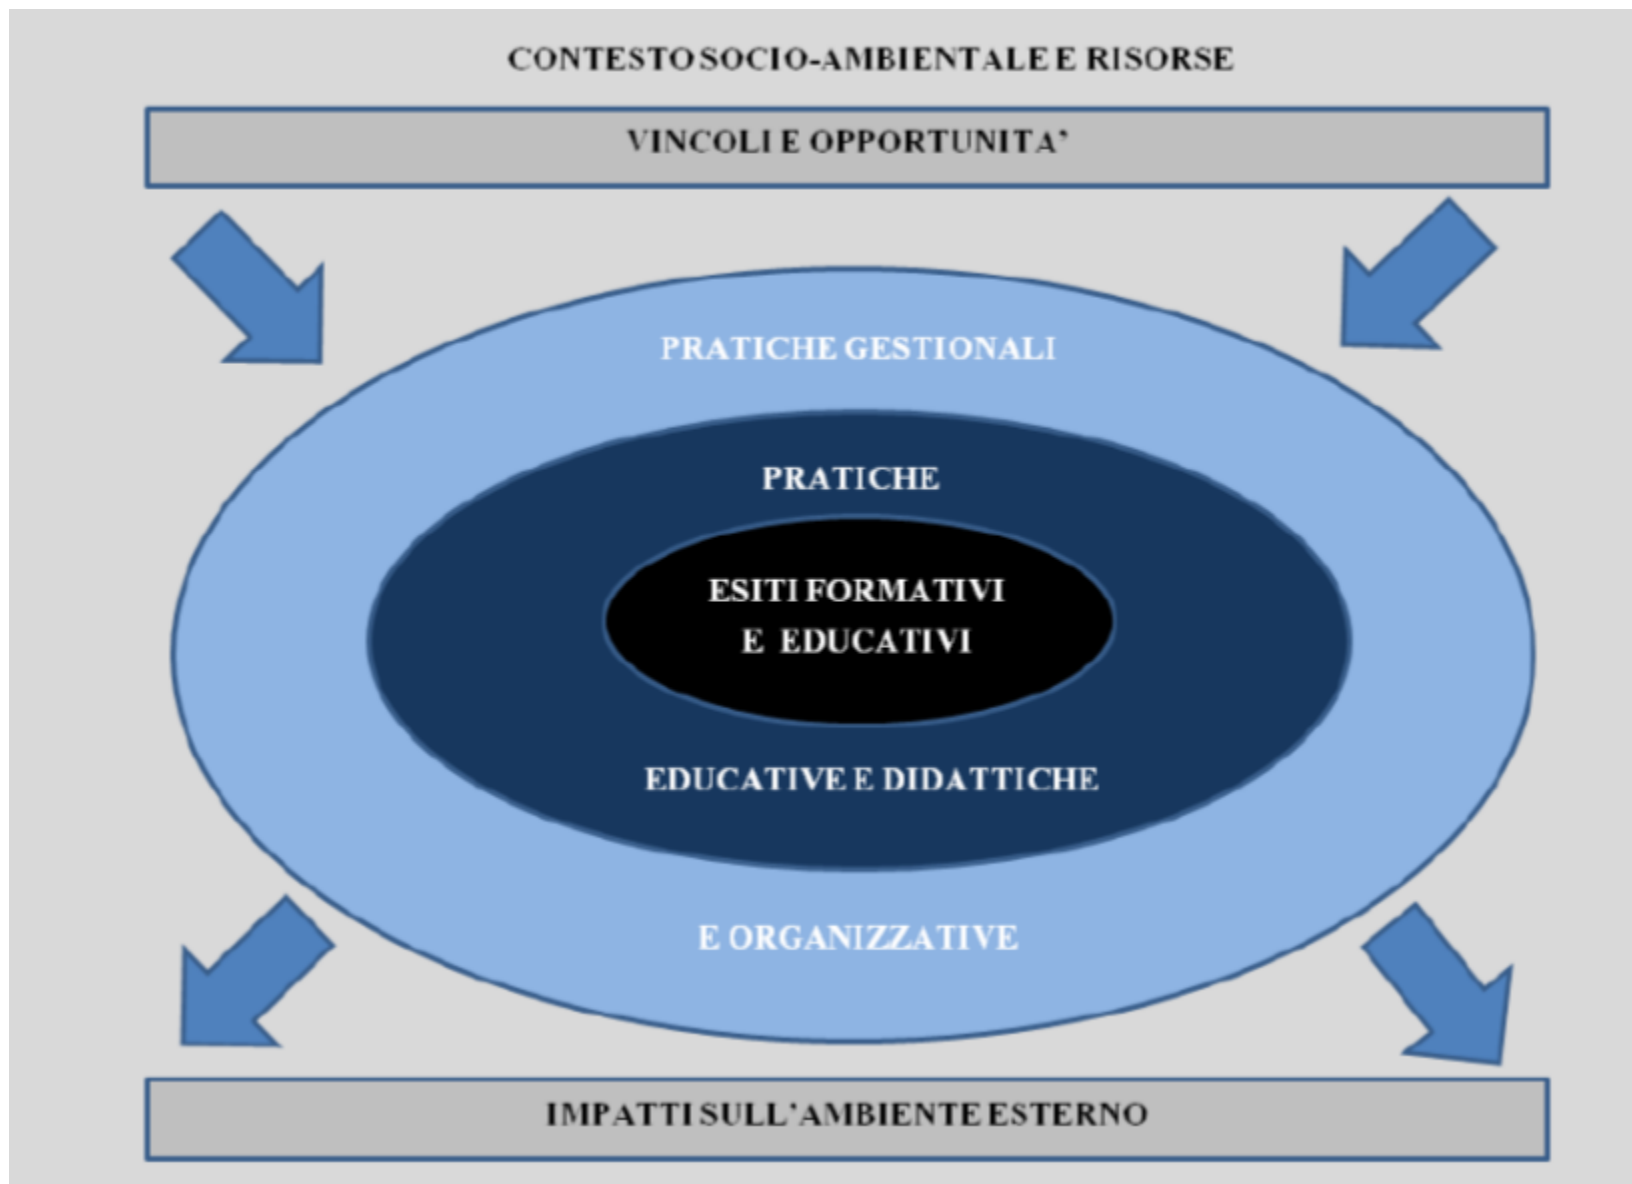 CONTESTO SOCIO-AMBIENTALE E RISORSE
VINCOLI E OPPORTUNITA’
PRATICHE GESTIONALI
PRATICHE
ESITI FORMATIVI
E EDUCATIVI
EDUCATIVE E DIDATTICHE
E ORGANIZZATIVE
IMPATTI SULL’AMBIENTE ESTERNO